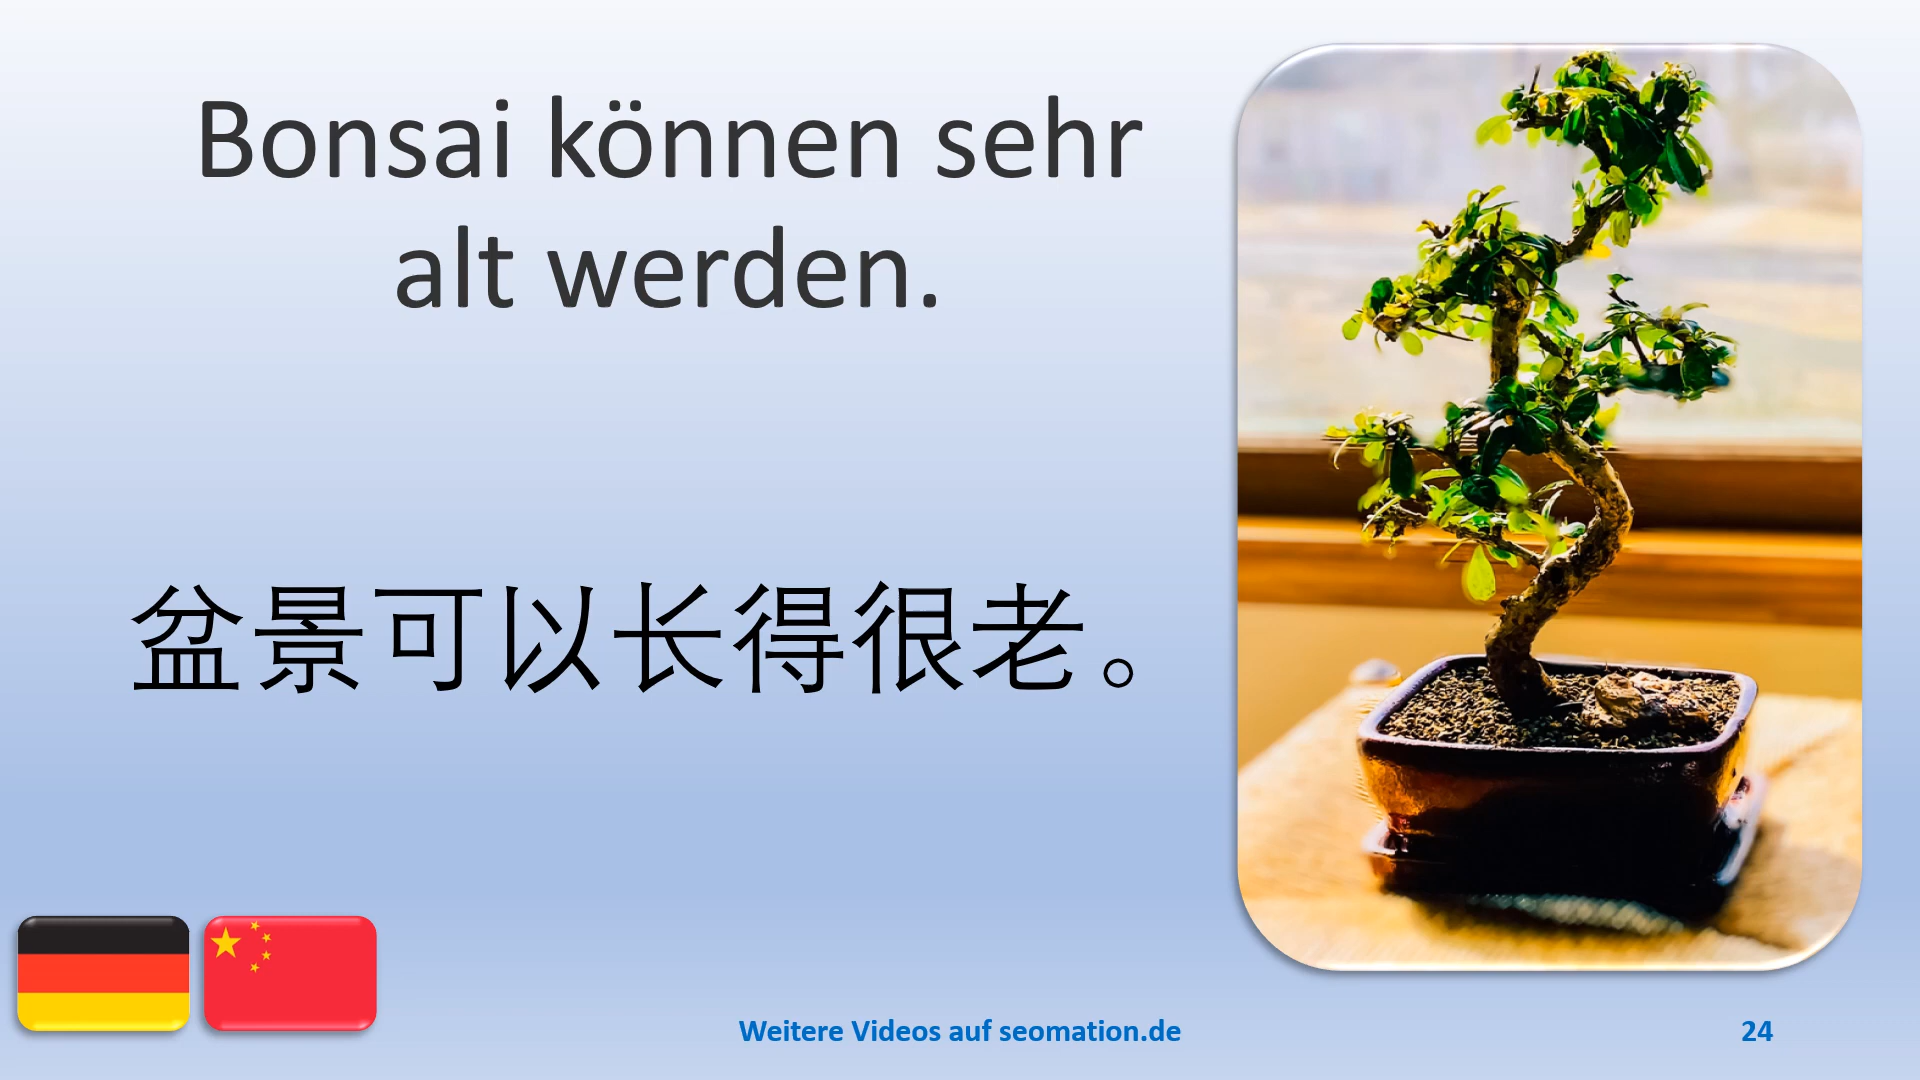 Bonsai können sehr
alt werden.
盆景可以长得很老。
Weitere Videos auf seomation.de
24